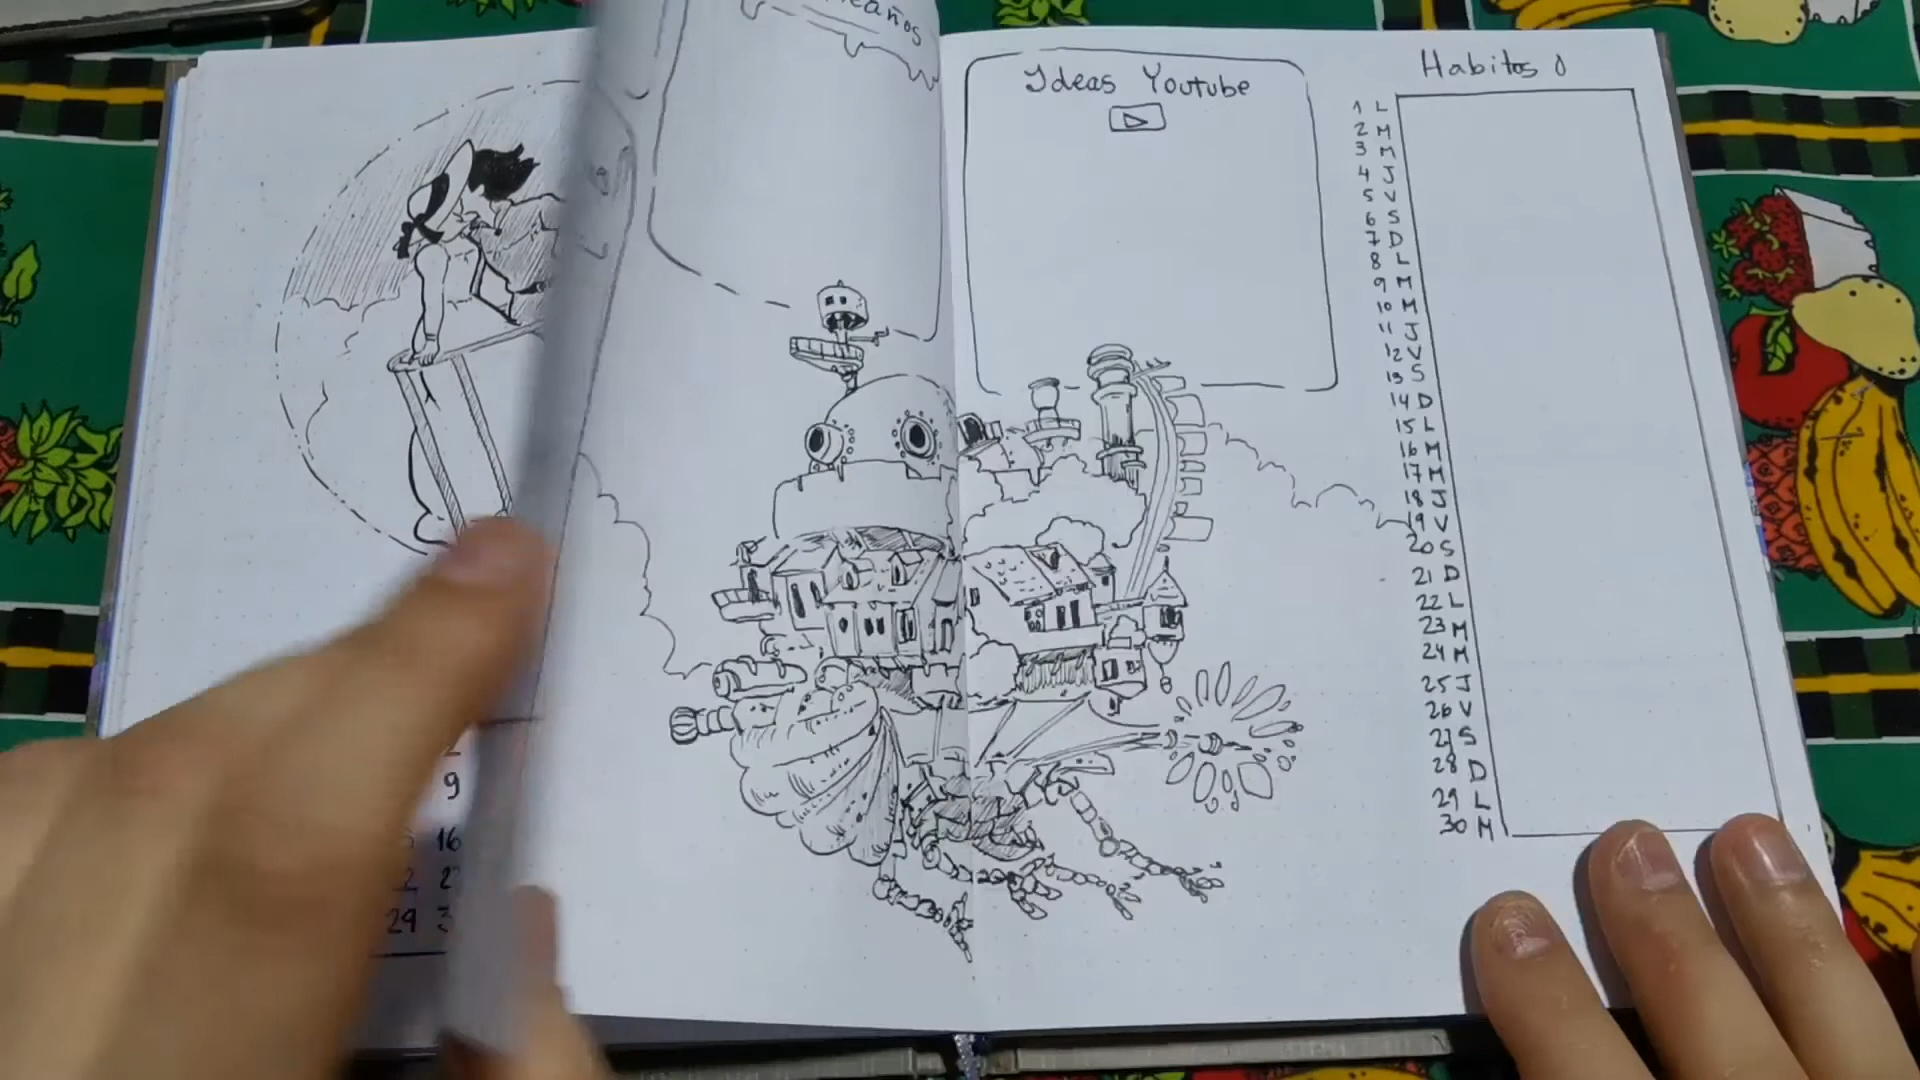 eaños
Ideas Youtube
Habitos
1 L
2 M
3 M
4 J
5 V
6 S
7 D
8 L
9 M
10 M
11 J
12 V
13 S
14 D
15 L
16 M
17 M
18 J
19 V
20 S
21 D
22 L
23 M
24 M
25 J
26 V
27 S
28 D
29 L
30 M
9
16
29